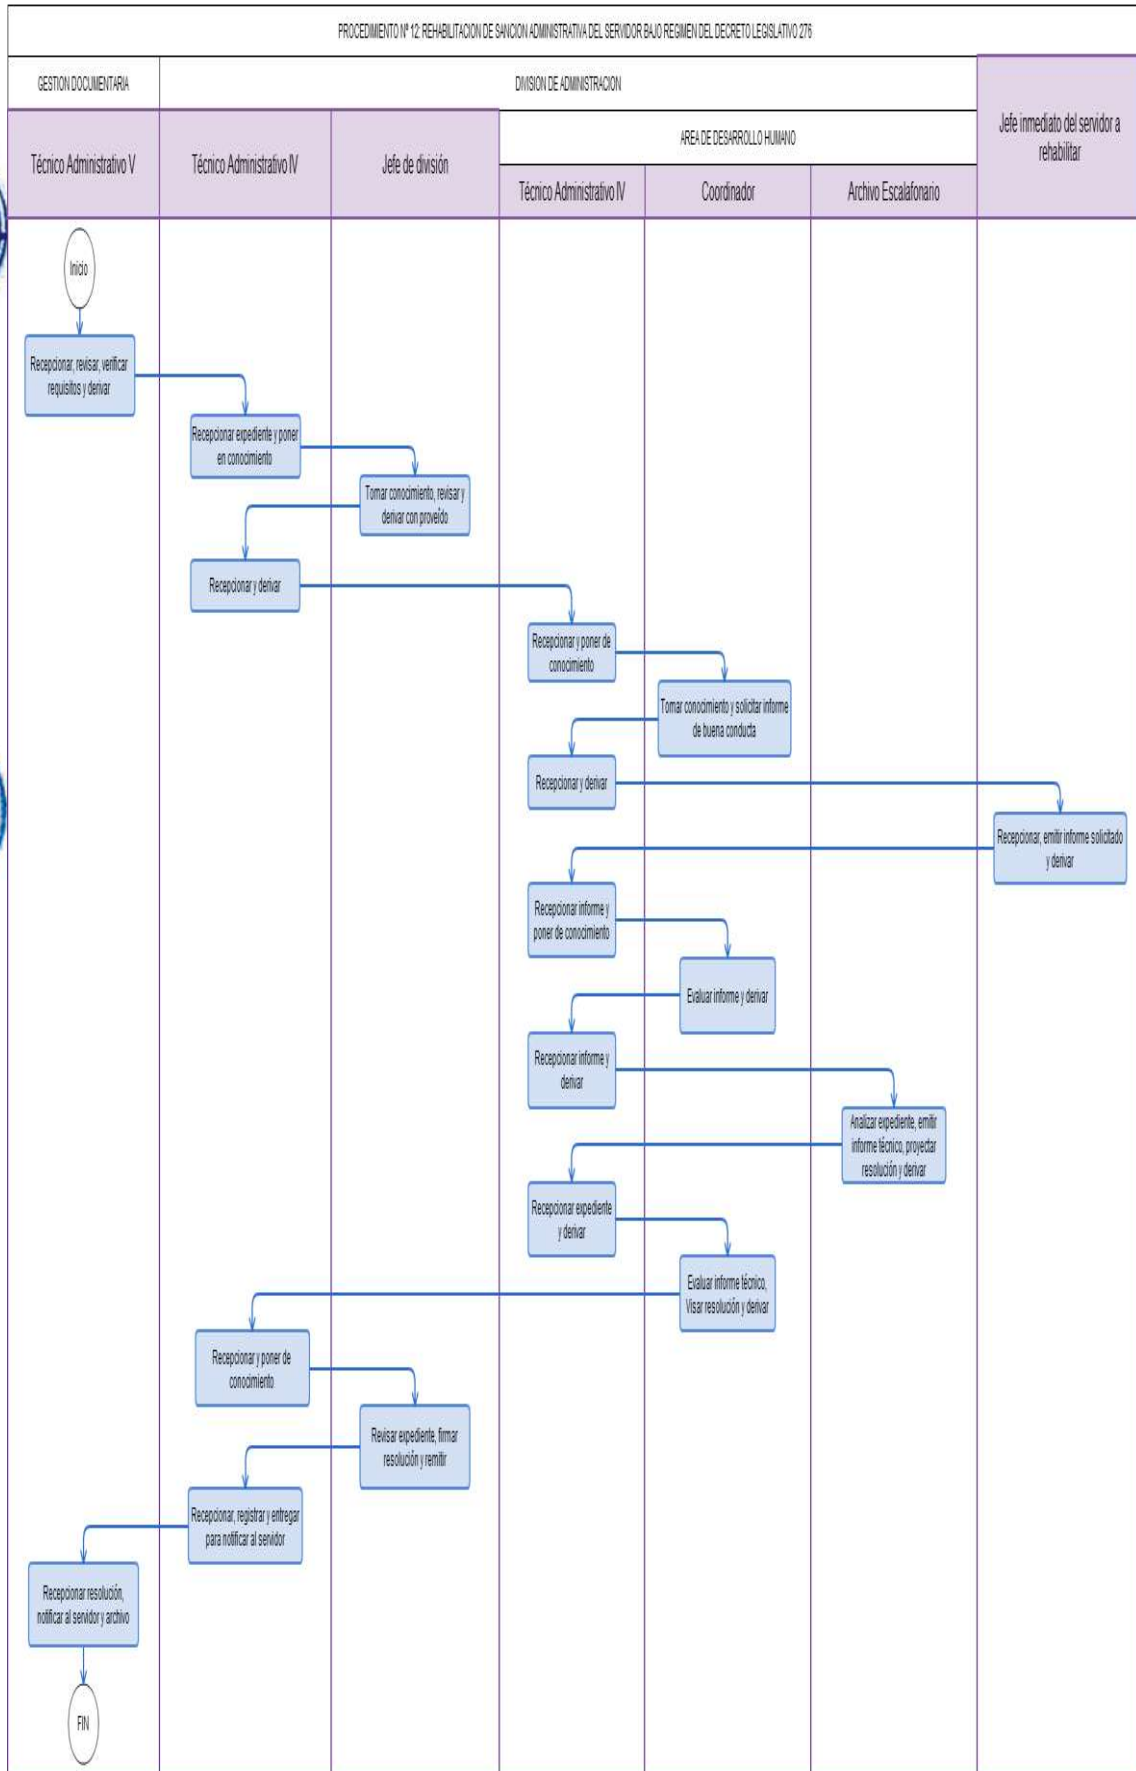 PROCEDIMIENTO Nº 12: REHABILITACION DE SANCION ADMINISTRATIVA DEL SERVIDOR BAJO REGIMEN DEL DECRETO LEGISLATIVO 276
GESTION DOCUMENTARIA
DIVISION DE ADMINISTRACION
Jefe inmediato del servidor a
rehabilitar
AREA DE DESARROLLO HUMANO
Técnico Administrativo V
Técnico Administrativo IV
Jefe de división
Técnico Administrativo IV
Coordinador
Archivo Escalafonario
Inicio
Recepcionar, revisar, verificar
requisitos y derivar
Recepcionar expediente y poner
en conocimiento
Tomar conocimiento, revisar y
derivar con proveído
Recepcionar y derivar
Recepcionar y poner de
conocimiento
Tomar conocimiento y solicitar informe
de buena conducta
Recepcionar y derivar
Recepcionar, emitir informe solicitado
y derivar
Recepcionar informe y
poner de conocimiento
Evaluar informe y derivar
Recepcionar informe y
derivar
Analizar expediente, emitir
informe técnico, proyectar
resolución y derivar
Recepcionar expediente
y derivar
Evaluar informe técnico,
Visar resolución y derivar
Recepcionar y poner de
conocimiento
Revisar expediente, firmar
resolución y remitir
Recepcionar, registrar y entregar
para notificar al servidor
Recepcionar resolución,
notificar al servidor y archivo
FIN